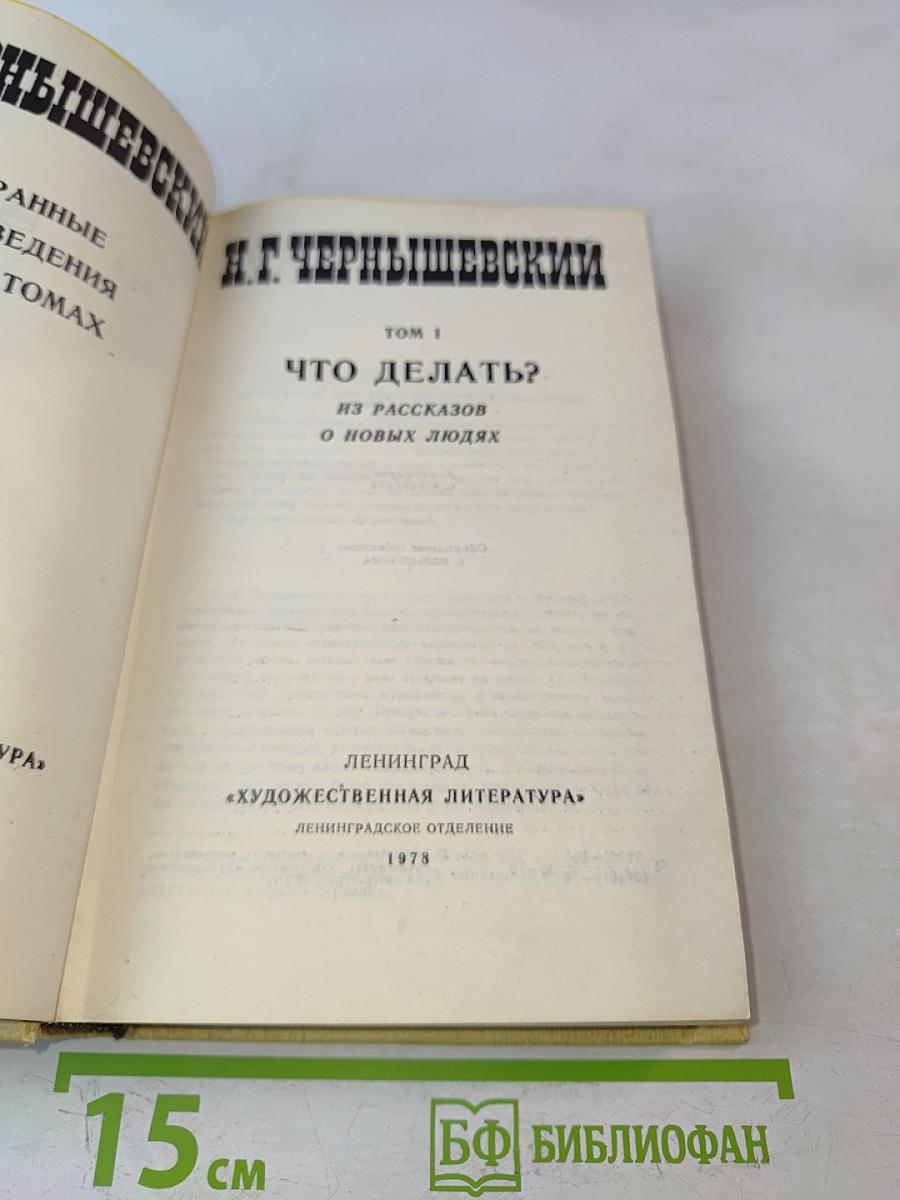 РАННЫЕ
ВЕДЕНИЯ
ТОМАХ
Н. Г. ЧЕРНЫШЕВСКИЙ
ТОМ 1
ЧТО ДЕЛАТЬ?
ИЗ РАССКАЗОВ
О НОВЫХ ЛЮДЯХ
ЛЕНИНГРАД
«ХУДОЖЕСТВЕННАЯ ЛИТЕРАТУРА»
ЛЕНИНГРАДСКОЕ ОТДЕЛЕНИЕ
1978
15 см
БФ БИБЛИОФАН